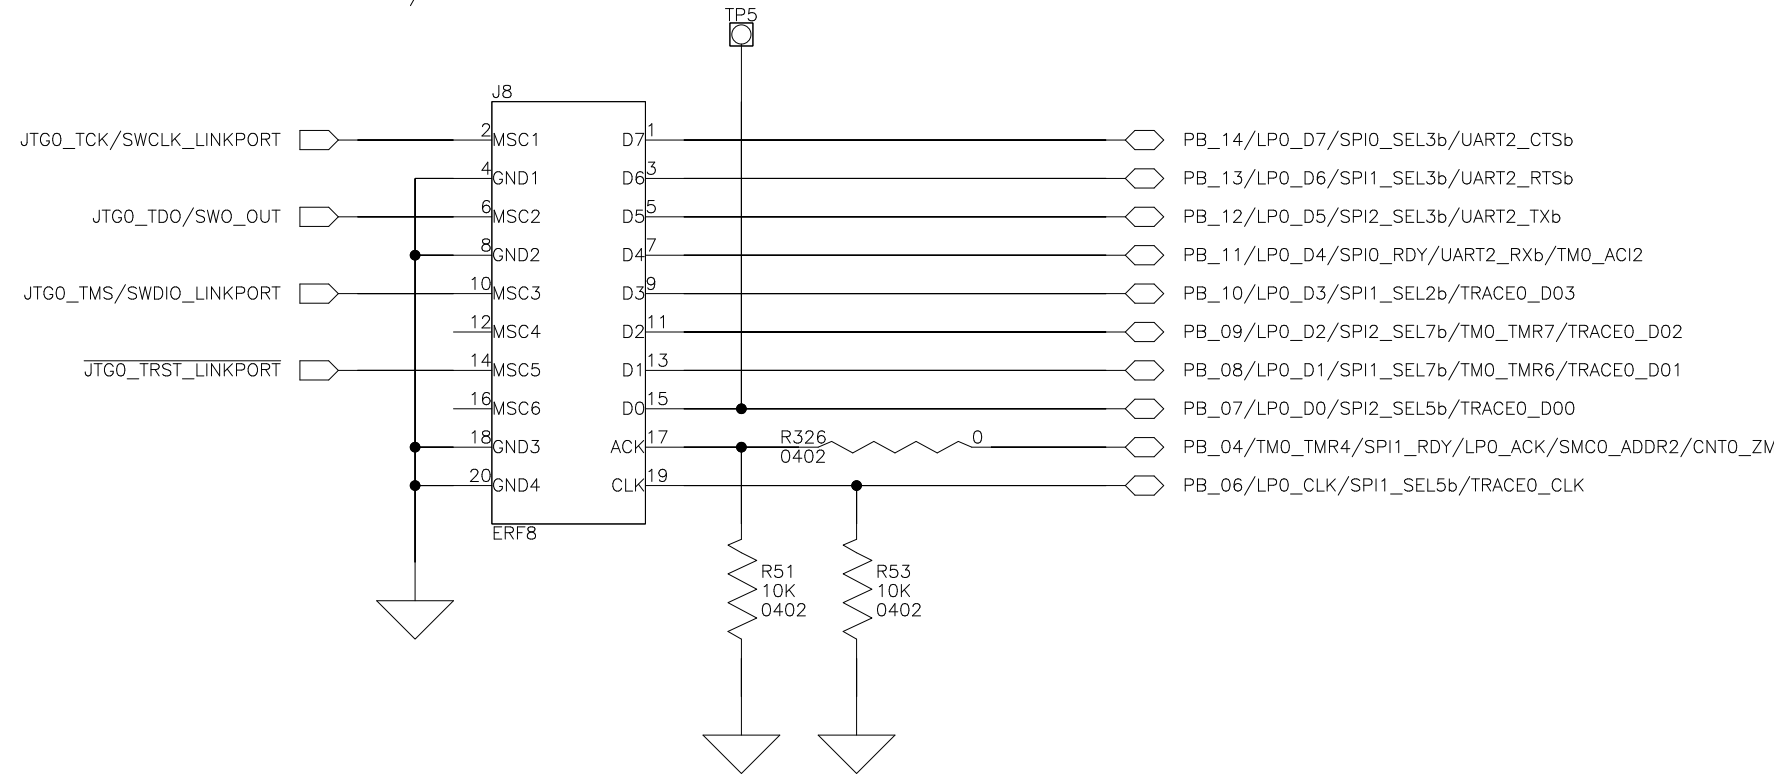 TP5
J8
JTG0_TCK/SWCLK_LINKPORT 2 MSC1 D7 1 PB_14/LP0_D7/SPI0_SEL3b/UART2_CTSb
4 GND1 D6 3 PB_13/LP0_D6/SPI1_SEL3b/UART2_RTSb
JTG0_TDO/SWO_OUT 6 MSC2 D5 5 PB_12/LP0_D5/SPI2_SEL3b/UART2_TXb
8 GND2 D4 7 PB_11/LP0_D4/SPI0_RDY/UART2_RXb/TM0_ACI2
JTG0_TMS/SWDIO_LINKPORT 10 MSC3 D3 9 PB_10/LP0_D3/SPI1_SEL2b/TRACE0_D03
12 MSC4 D2 11 PB_09/LP0_D2/SPI2_SEL7b/TM0_TMR7/TRACE0_D02
JTG0_TRST_LINKPORT 14 MSC5 D1 13 PB_08/LP0_D1/SPI1_SEL7b/TM0_TMR6/TRACE0_D01
16 MSC6 D0 15 PB_07/LP0_D0/SPI2_SEL5b/TRACE0_D00
18 GND3 ACK 17 R326 0 PB_04/TM0_TMR4/SPI1_RDY/LP0_ACK/SMC0_ADDR2/CNT0_ZM
0402
20 GND4 CLK 19 PB_06/LP0_CLK/SPI1_SEL5b/TRACE0_CLK
ERF8
R51 R53
10K 10K
0402 0402